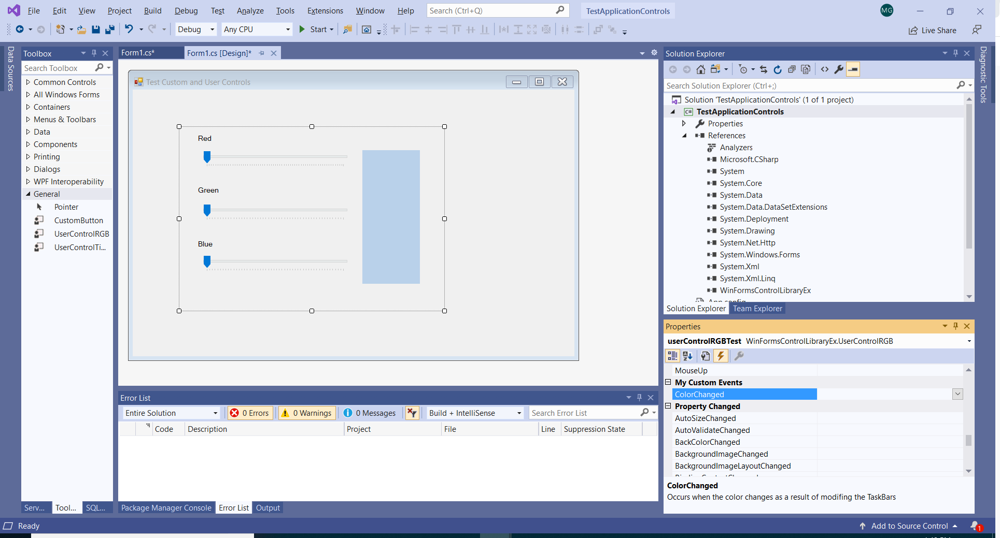 File Edit View Project Build Debug Test Analyze Tools Extensions Window Help Search (Ctrl+Q) TestApplicationControls MG
Debug Any CPU Start Live Share
Data Sources
Toolbox
Search Toolbox
Common Controls
All Windows Forms
Containers
Menus & Toolbars
Data
Components
Printing
Dialogs
WPF Interoperability
General
Pointer
CustomButton
UserControlRGB
UserControlTi...
Serv... Tool... SQL...
Form1.cs* Form1.cs [Design]*
Test Custom and User Controls
Red
Green
Blue
Error List
Entire Solution 0 Errors 0 Warnings 0 Messages Build + IntelliSense Search Error List
Code Description Project File Line Suppression State
Package Manager Console Error List Output
Solution Explorer
Search Solution Explorer (Ctrl+;)
Solution 'TestApplicationControls' (1 of 1 project)
C# TestApplicationControls
Properties
References
Analyzers
Microsoft.CSharp
System
System.Core
System.Data
System.Data.DataSetExtensions
System.Deployment
System.Drawing
System.Net.Http
System.Windows.Forms
System.Xml
System.Xml.Linq
WinFormsControlLibraryEx
App.config
Solution Explorer Team Explorer
Properties
userControlRGBTest WinFormsControlLibraryEx.UserControlRGB
MouseUp
My Custom Events
ColorChanged
Property Changed
AutoSizeChanged
AutoValidateChanged
BackColorChanged
BackgroundImageChanged
BackgroundImageLayoutChanged
ColorChanged
Occurs when the color changes as a result of modifing the TaskBars
Diagnostic Tools
Ready Add to Source Control 1